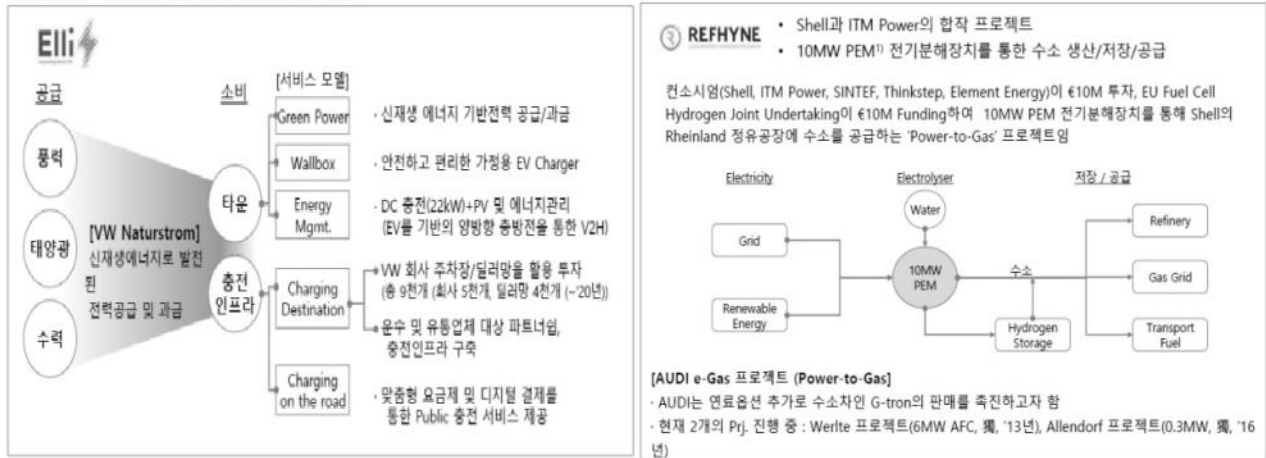 Elli
공급
소비
[서비스 모델]
풍력
태양광
수력
[VW Naturstrom]
신재생에너지로 발전
된
전력공급 및 과금
타운
충전
인프라
Green Power
· 신재생 에너지 기반전력 공급/과금
Wallbox
· 안전하고 편리한 가정용 EV Charger
Energy
Mgmt.
· DC 충전(22kW)+PV 및 에너지관리
(EV를 기반의 양방향 충방전을 통한 V2H)
Charging
Destination
VW 회사 주차장/딜러망을 활용 투자
(총 9천개 (회사 5천개, 딜러망 4천개 (~'20년))
운수 및 유통업체 대상 파트너쉽,
충전인프라 구축
Charging
on the road
· 맞춤형 요금제 및 디지털 결제를
통한 Public 충전 서비스 제공
R REFHYNE
• Shell과 ITM Power의 합작 프로젝트
• 10MW PEM1) 전기분해장치를 통한 수소 생산/저장/공급
컨소시엄(Shell, ITM Power, SINTEF, Thinkstep, Element Energy)이 €10M 투자, EU Fuel Cell
Hydrogen Joint Undertaking이 €10M Funding하여 10MW PEM 전기분해장치를 통해 Shell의
Rheinland 정유공장에 수소를 공급하는 'Power-to-Gas' 프로젝트임
Electricity
Electrolyser
저장 / 공급
Water
Grid
Renewable
Energy
10MW
PEM
수소
Hydrogen
Storage
Refinery
Gas Grid
Transport
Fuel
[AUDI e-Gas 프로젝트 (Power-to-Gas]
· AUDI는 연료옵션 추가로 수소차인 G-tron의 판매를 촉진하고자 함
· 현재 2개의 Prj. 진행 중 : Werlte 프로젝트(6MW AFC, 獨, '13년), Allendorf 프로젝트(0.3MW, 獨, '16
년)